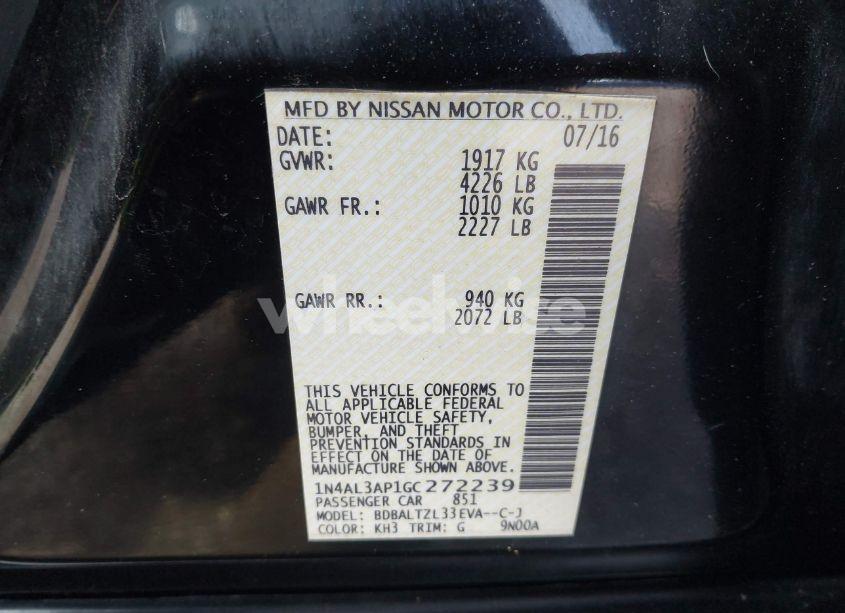 MFD BY NISSAN MOTOR CO., LTD.
DATE: 07/16
GVWR: 1917 KG
4226 LB
GAWR FR.: 1010 KG
2227 LB
GAWR RR.: 940 KG
2072 LB
wheelwise
THIS VEHICLE CONFORMS TO
ALL APPLICABLE FEDERAL
MOTOR VEHICLE SAFETY,
BUMPER, AND THEFT
PREVENTION STANDARDS IN
EFFECT ON THE DATE OF
MANUFACTURE SHOWN ABOVE.
1N4AL3AP1GC272239
PASSENGER CAR 851
MODEL: BDBALTZL33EVA--C-J
COLOR: KH3 TRIM: G 9N00A